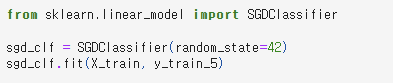 from sklearn.linear_model import SGDClassifier
sgd_clf = SGDClassifier(random_state=42)
sgd_clf.fit(X_train, y_train_5)